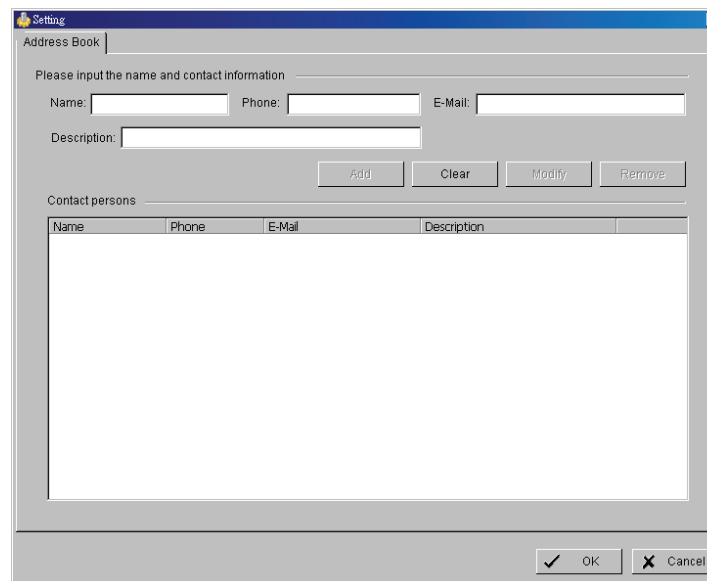 Setting
Address Book
Please input the name and contact information
Name: Phone: E-Mail:
Description:
Add Clear Modify Remove
Contact persons
Name Phone E-Mail Description
OK Cancel